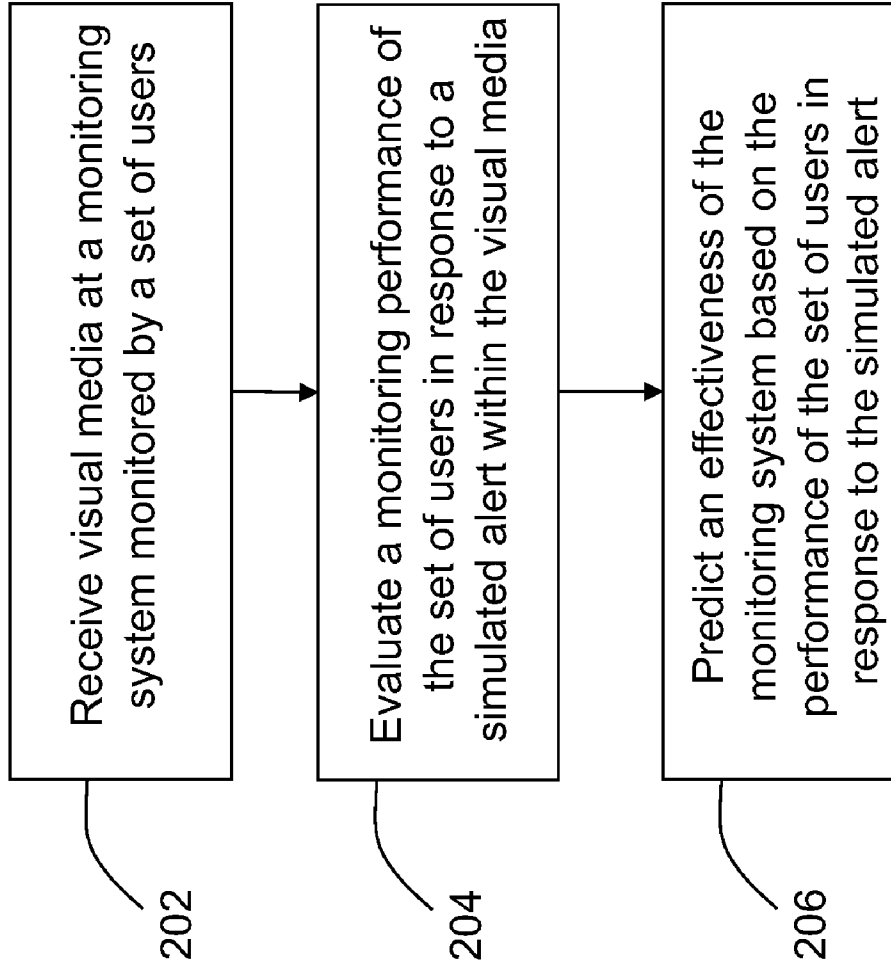 202
Receive visual media at a monitoring
system monitored by a set of users
204
Evaluate a monitoring performance of
the set of users in response to a
simulated alert within the visual media
206
Predict an effectiveness of the
monitoring system based on the
performance of the set of users in
response to the simulated alert